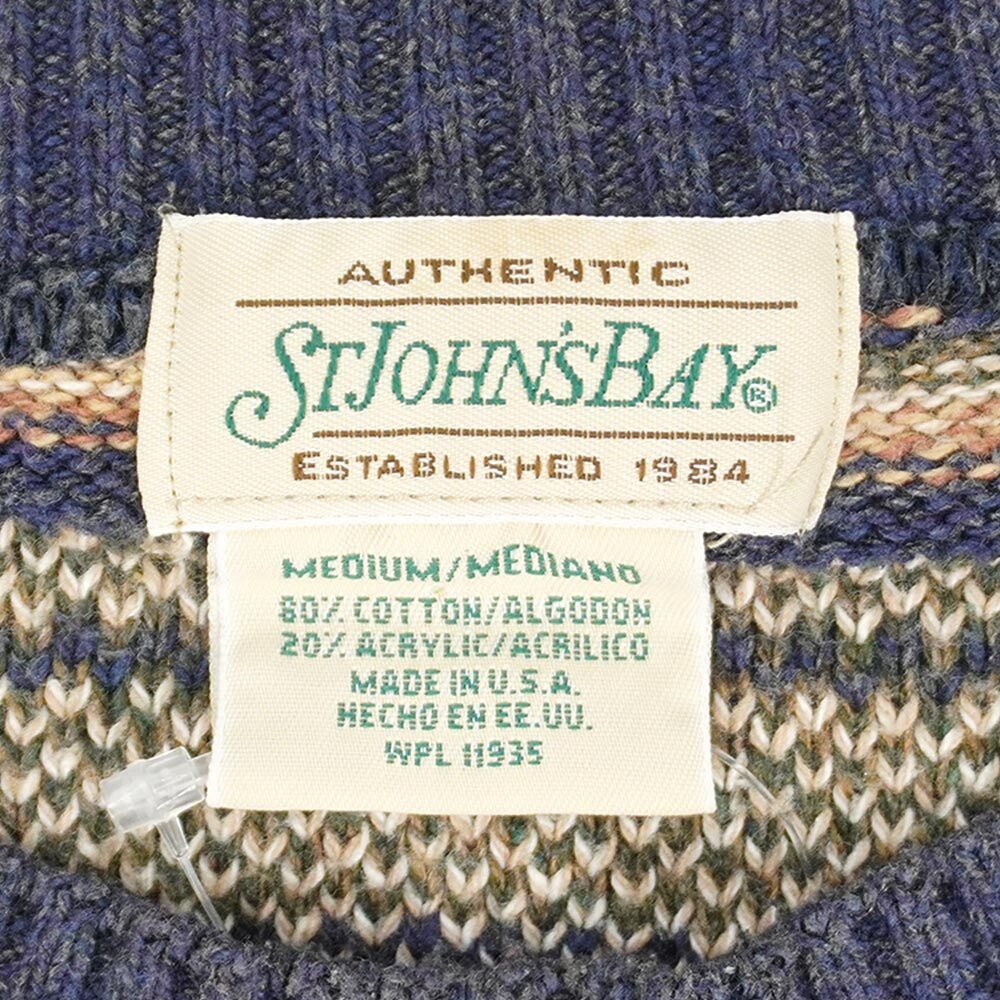 AUTHENTIC
ST JOHN'S BAY®
ESTABLISHED 1984
MEDIUM/MEDIANO
80% COTTON/ALGODON
20% ACRYLIC/ACRILICO
MADE IN U.S.A.
HECHO EN EE.UU.
WPL 11935